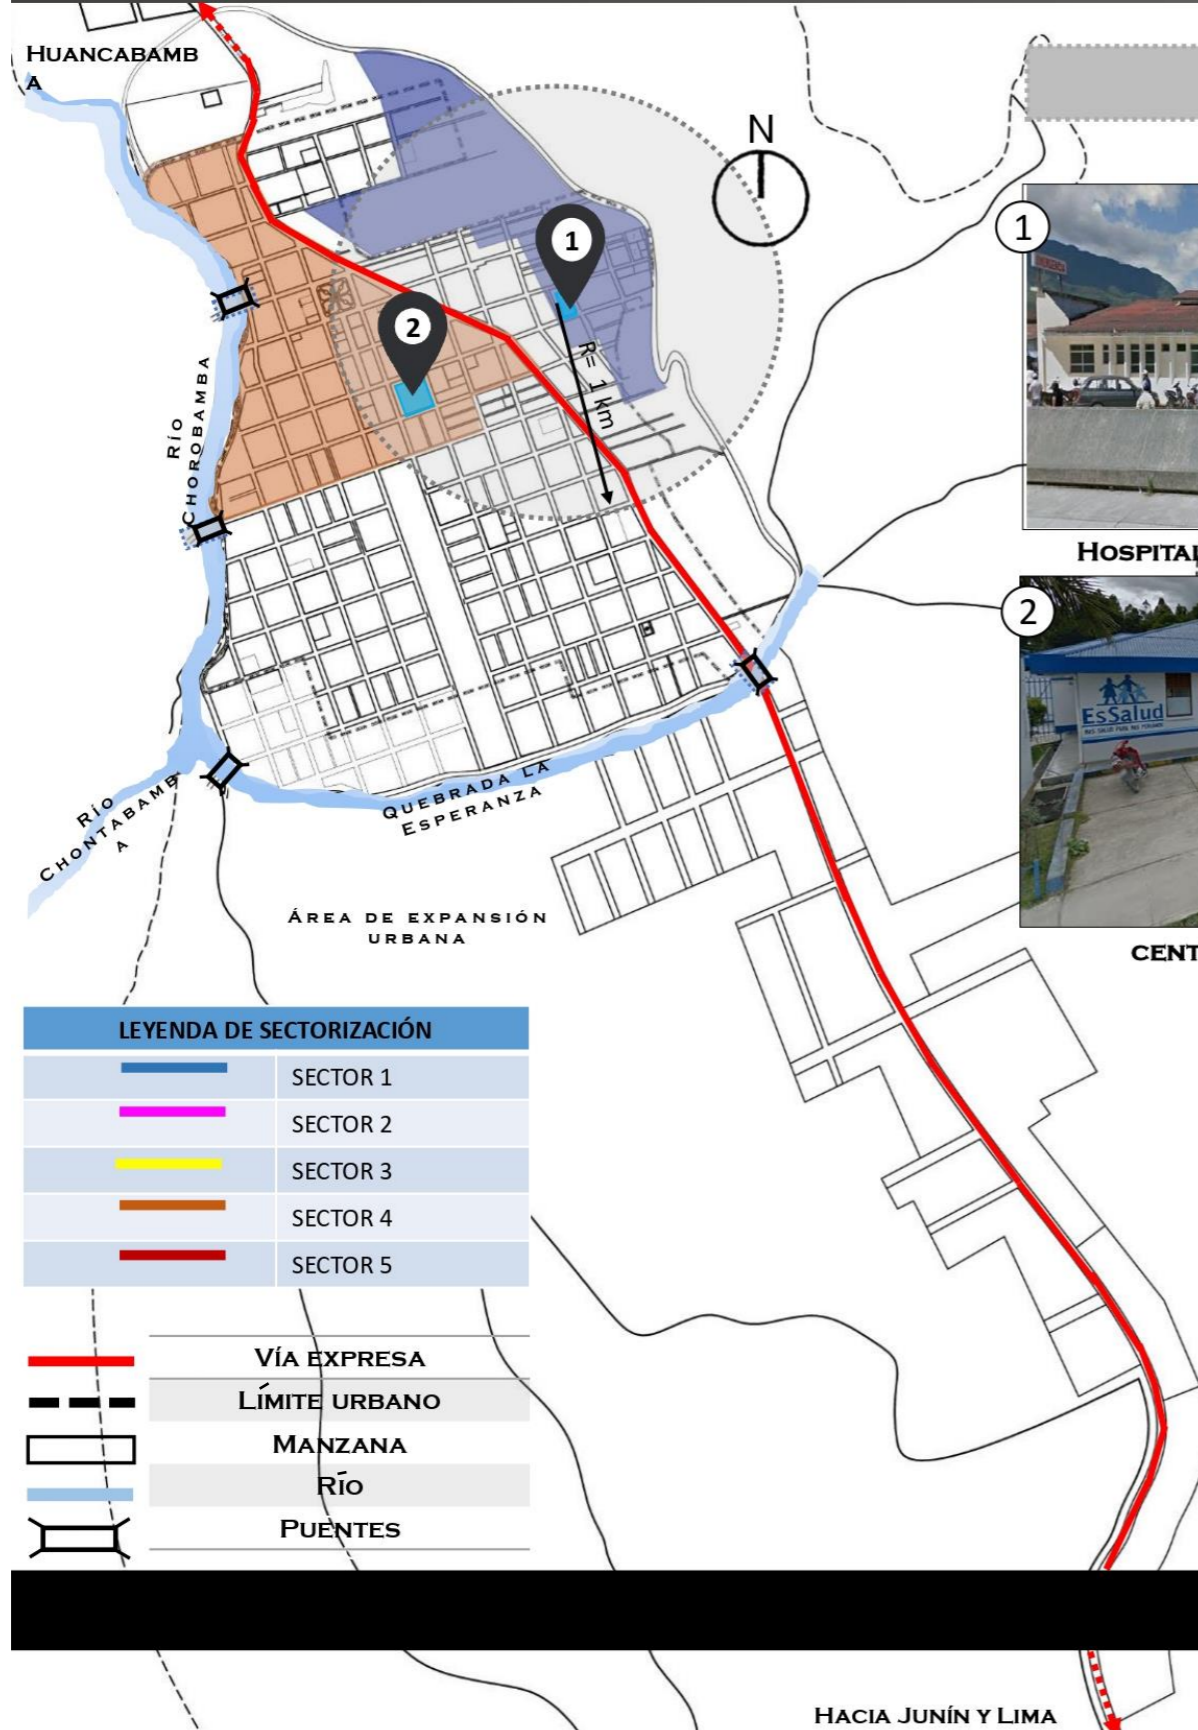 HUANCABAMB
A
N
1
1
2
R= 1 km
RÍO
CHOROBAMBA
HOSPITAL
2
EsSalud
RÍO
CHONTABAMB
A
QUEBRADA LA
ESPERANZA
ÁREA DE EXPANSIÓN
URBANA
CENT
LEYENDA DE SECTORIZACIÓN
SECTOR 1
SECTOR 2
SECTOR 3
SECTOR 4
SECTOR 5
VÍA EXPRESA
LÍMITE URBANO
MANZANA
RÍO
PUENTES
HACIA JUNÍN Y LIMA